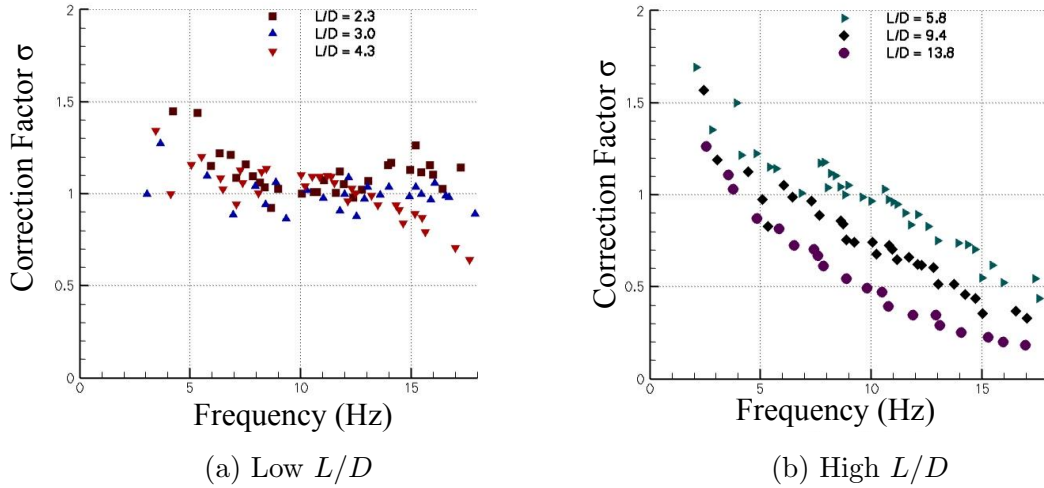 2
1.5
1
0.5
0
0
5
10
15
L/D = 2.3
L/D = 3.0
L/D = 4.3
Correction Factor σ
Frequency (Hz)
(a) Low L/D
2
1.5
1
0.5
0
0
5
10
15
L/D = 5.8
L/D = 9.4
L/D = 13.8
Correction Factor σ
Frequency (Hz)
(b) High L/D